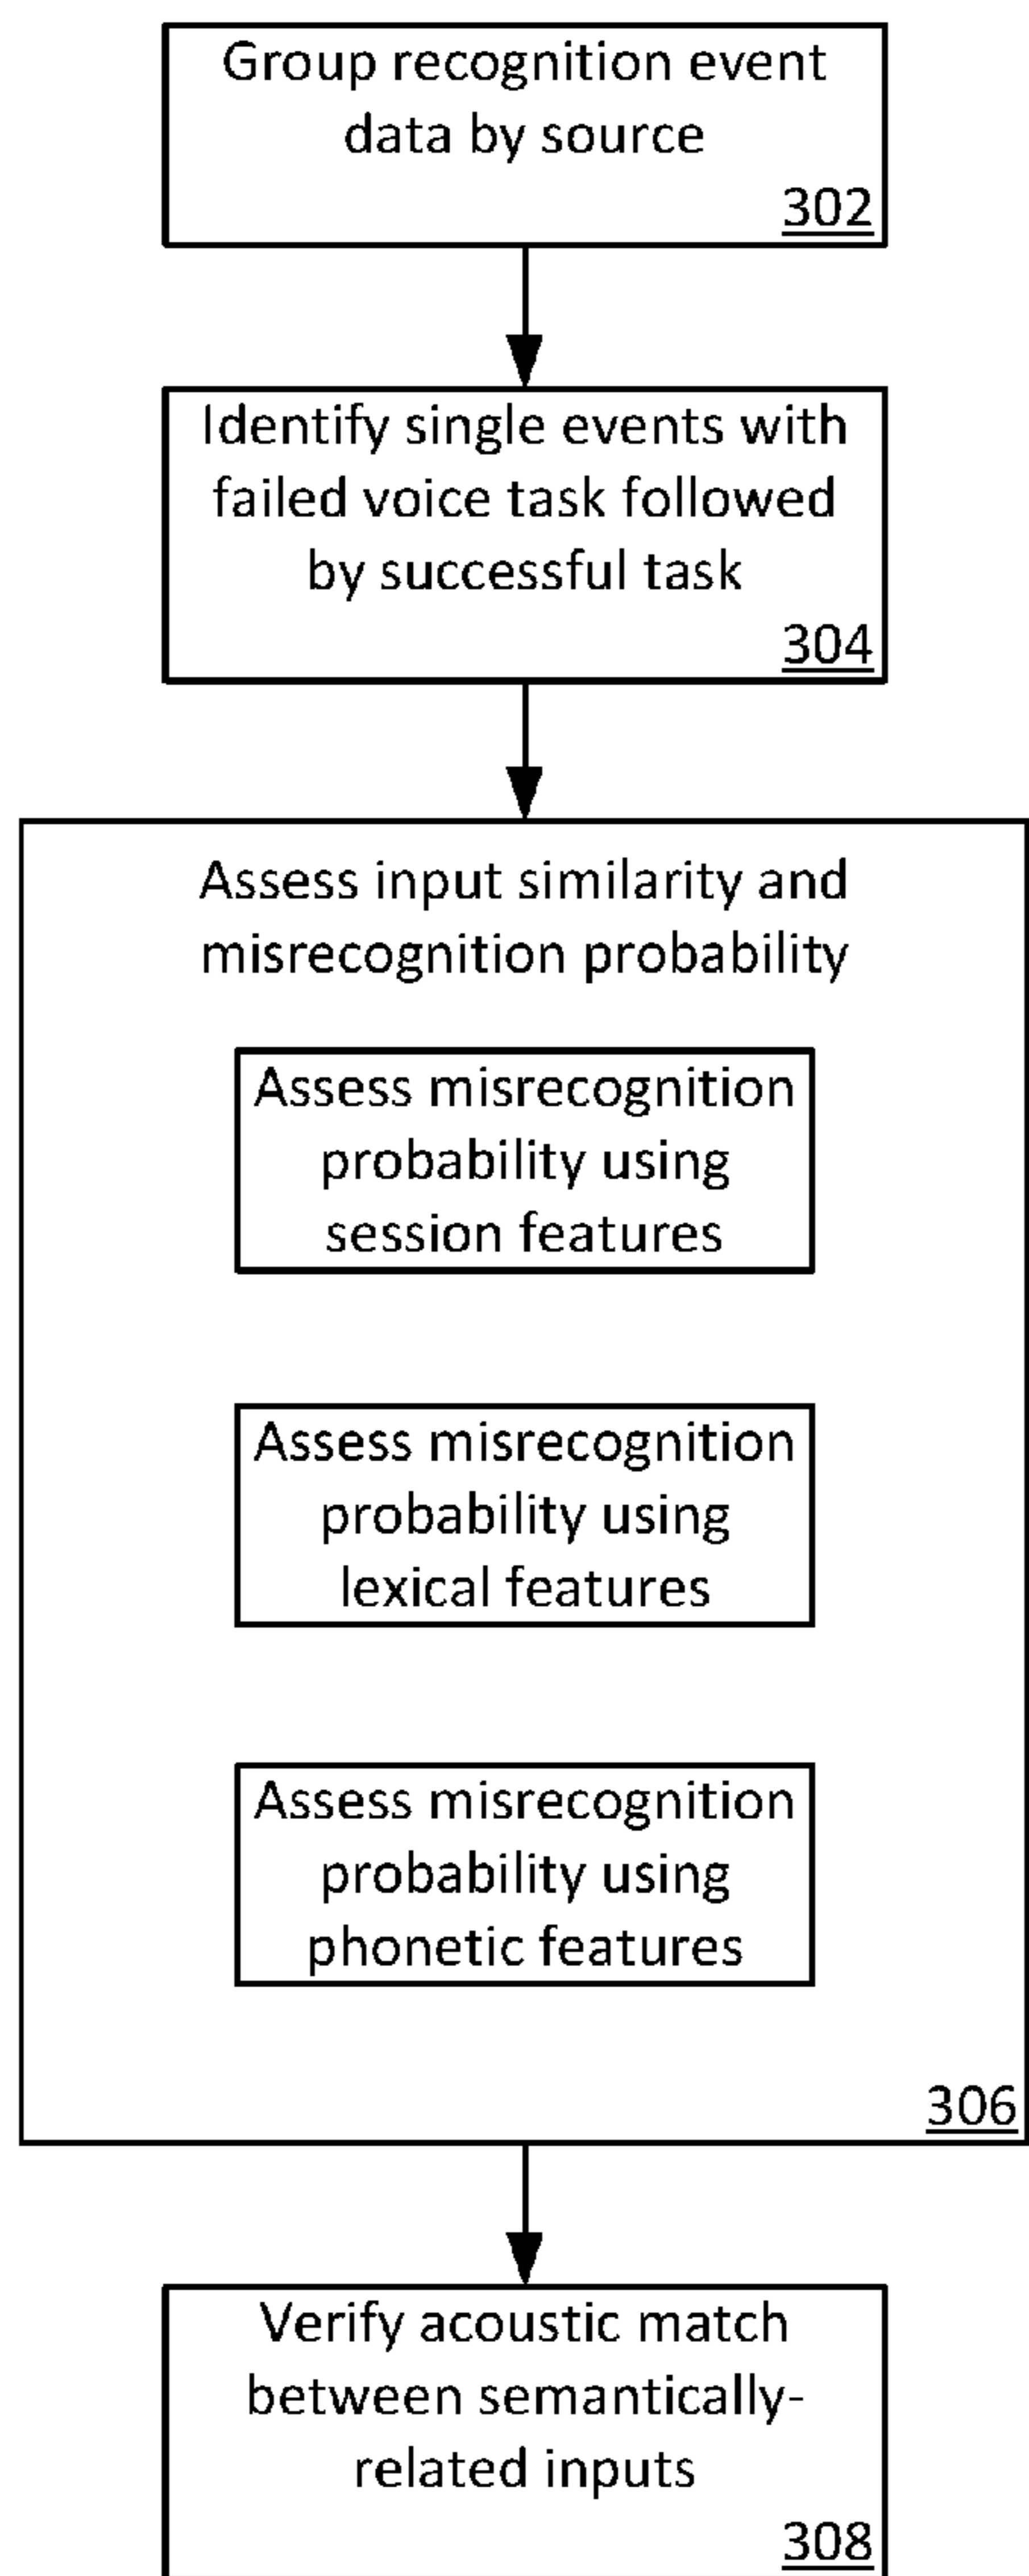 Group recognition event
data by source
302
Identify single events with
failed voice task followed
by successful task
304
Assess input similarity and
misrecognition probability
Assess misrecognition
probability using
session features
Assess misrecognition
probability using
lexical features
Assess misrecognition
probability using
phonetic features
306
Verify acoustic match
between semantically-
related inputs
308